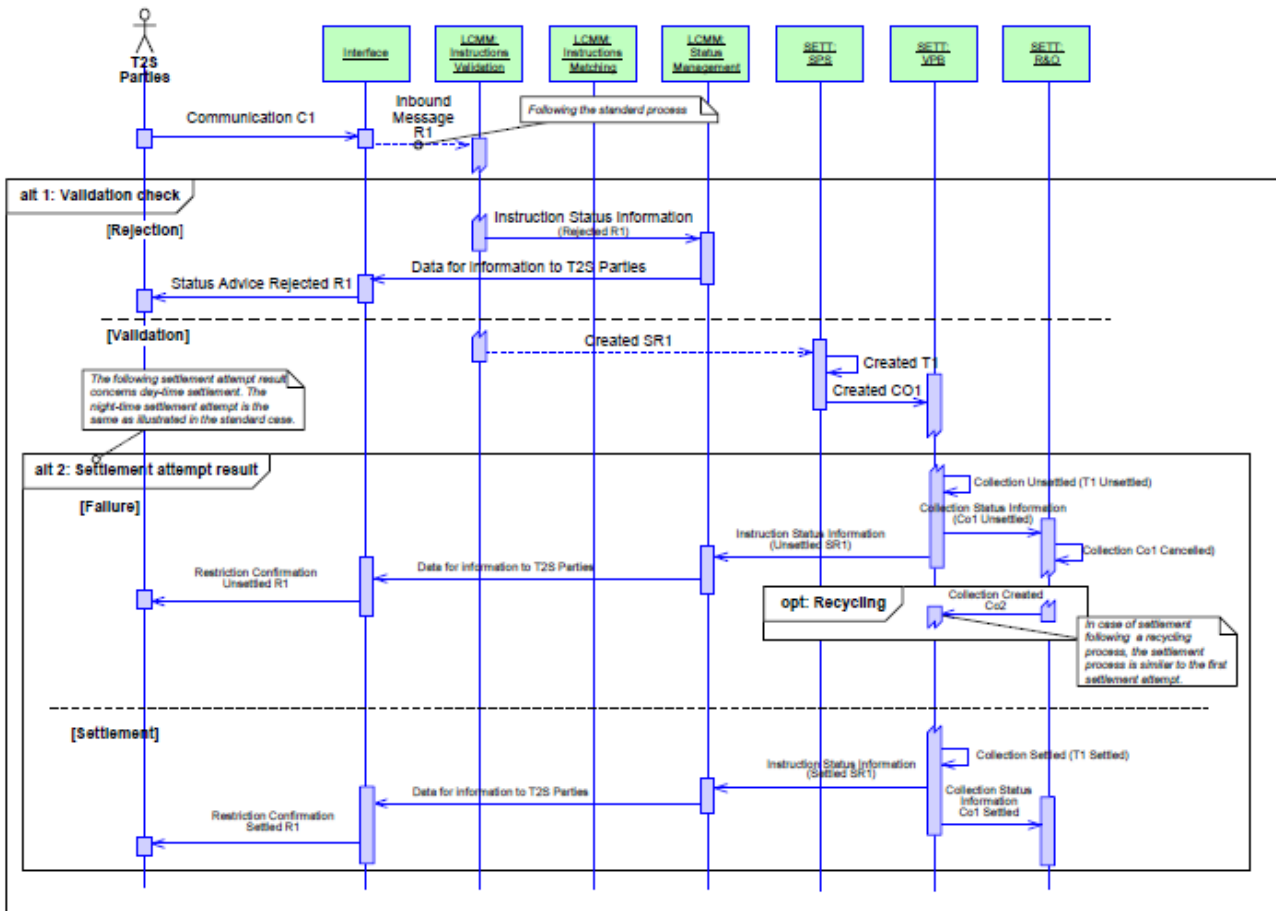 T2S
Parties
Interface
LCMM:
Instructions
Validation
LCMM:
Instructions
Matching
LCMM:
Status
Management
SETT:
SPS
SETT:
VPB
SETT:
R&O
Communication C1
Inbound
Message
R1
Following the standard process
alt 1: Validation check
[Rejection]
Instruction Status Information
(Rejected R1)
Data for information to T2S Parties
Status Advice Rejected R1
[Validation]
Created SR1
Created T1
Created CO1
The following settlement attempt result
concerns day-time settlement. The
night-time settlement attempt is the
same as illustrated in the standard case.
alt 2: Settlement attempt result
[Failure]
Collection Unsettled (T1 Unsettled)
Collection Status Information
(Co1 Unsettled)
Instruction Status Information
(Unsettled SR1)
Collection Co1 Cancelled)
Data for information to T2S Parties
Restriction Confirmation
Unsettled R1
opt: Recycling
Collection Created
Co2
In case of settlement
following a recycling
process, the settlement
process is similar to the first
settlement attempt.
[Settlement]
Collection Settled (T1 Settled)
Instruction Status Information
(Settled SR1)
Data for information to T2S Parties
Collection Status
Information
Co1 Settled
Restriction Confirmation
Settled R1